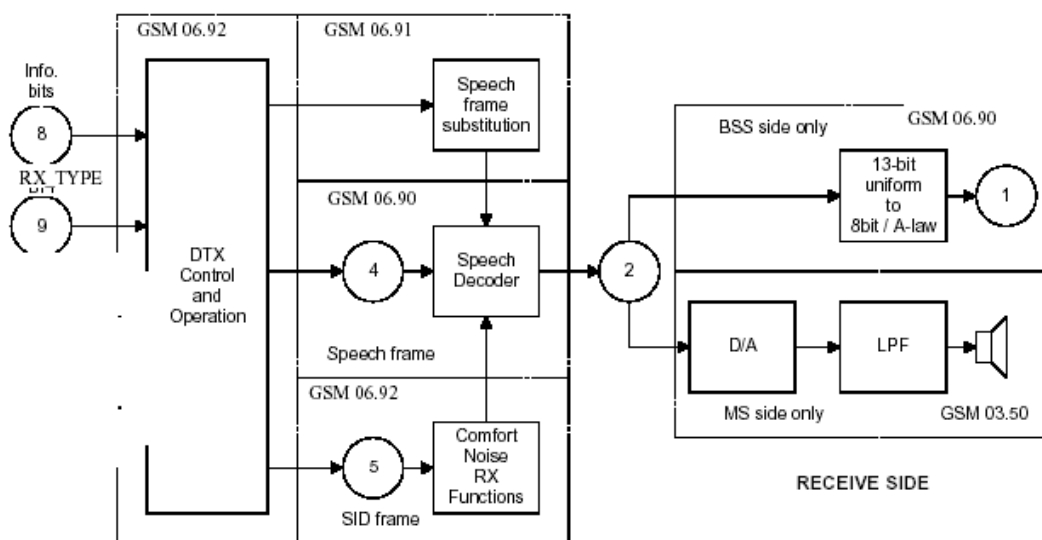 GSM 06.92
GSM 06.91
Info.
bits
8
RX_TYPE
9
DTX
Control
and
Operation
Speech
frame
substitution
GSM 06.90
4
Speech
Decoder
Speech frame
GSM 06.92
5
SID frame
Comfort
Noise
RX
Functions
2
BSS side only
GSM 06.90
13-bit
uniform
to
8bit / A-law
1
D/A
LPF
MS side only
GSM 03.50
RECEIVE SIDE